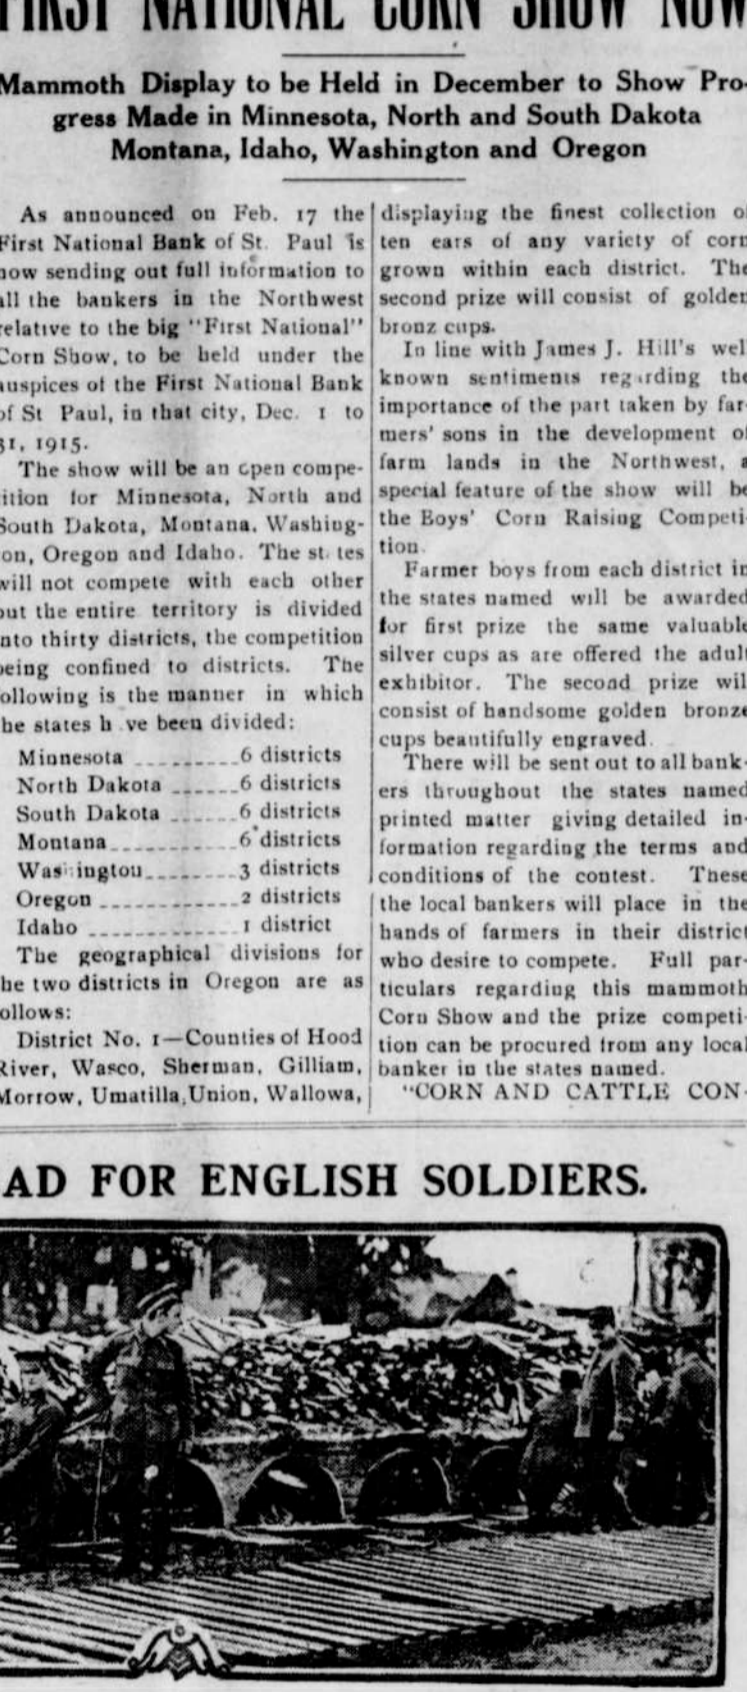 FIRST NATIONAL CORN SHOW NOW
Mammoth Display to be Held in December to Show Pro-
gress Made in Minnesota, North and South Dakota
Montana, Idaho, Washington and Oregon
As announced on Feb. 17 the
First National Bank of St. Paul is
now sending out full information to
all the bankers in the Northwest
relative to the big "First National"
Corn Show, to be held under the
auspices of the First National Bank
of St Paul, in that city, Dec. 1 to
31, 1915.
The show will be an open compe-
tition for Minnesota, North and
South Dakota, Montana, Washing-
ton, Oregon and Idaho. The st tes
will not compete with each other
but the entire territory is divided
into thirty districts, the competition
being confined to districts. The
following is the manner in which
the states h ve been divided:
Minnesota 6 districts
North Dakota 6 districts
South Dakota 6 districts
Montana 6 districts
Washington 3 districts
Oregon 2 districts
Idaho 1 district
The geographical divisions for
the two districts in Oregon are as
follows:
District No. 1—Counties of Hood
River, Wasco, Sherman, Gilliam,
Morrow, Umatilla, Union, Wallowa,
displaying the finest collection of
ten ears of any variety of corn
grown within each district. The
second prize will consist of golden
bronz cups.
In line with James J. Hill's well
known sentiments regarding the
importance of the part taken by far-
mers' sons in the development of
farm lands in the Northwest, a
special feature of the show will be
the Boys' Corn Raising Competi-
tion.
Farmer boys from each district in
the states named will be awarded
for first prize the same valuable
silver cups as are offered the adult
exhibitor. The second prize will
consist of handsome golden bronze
cups beautifully engraved.
There will be sent out to all bank-
ers throughout the states named
printed matter giving detailed in-
formation regarding the terms and
conditions of the contest. These
the local bankers will place in the
hands of farmers in their district
who desire to compete. Full par-
ticulars regarding this mammoth
Corn Show and the prize competi-
tion can be procured from any local
banker in the states named.
"CORN AND CATTLE CON-
AD FOR ENGLISH SOLDIERS.